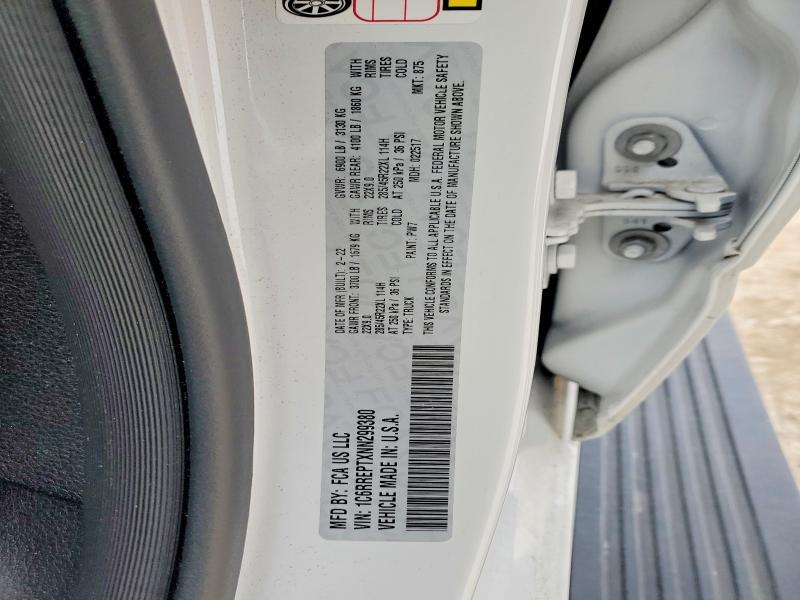 MFD BY: FCA US LLC
VIN: 1C6RREPTXNN299380
VEHICLE MADE IN: U.S.A.
DATE OF MFR (BUILT): 2-22
GVWR: 6900 LB / 3130 KG
GAWR FRONT: 3700 LB / 1679 KG WITH
GAWR REAR: 4100 LB / 1860 KG WITH
22X9.0 RIMS
22X9.0 RIMS
285/45R22XL 114H TIRES
285/45R22XL 114H TIRES
AT 250 kPa / 36 PSI COLD
AT 250 kPa / 36 PSI COLD
TYPE: TRUCK
PAINT: PW7
MDH: 022517
MKT: 875
THIS VEHICLE CONFORMS TO ALL APPLICABLE U.S.A. FEDERAL MOTOR VEHICLE SAFETY
STANDARDS IN EFFECT ON THE DATE OF MANUFACTURE SHOWN ABOVE.